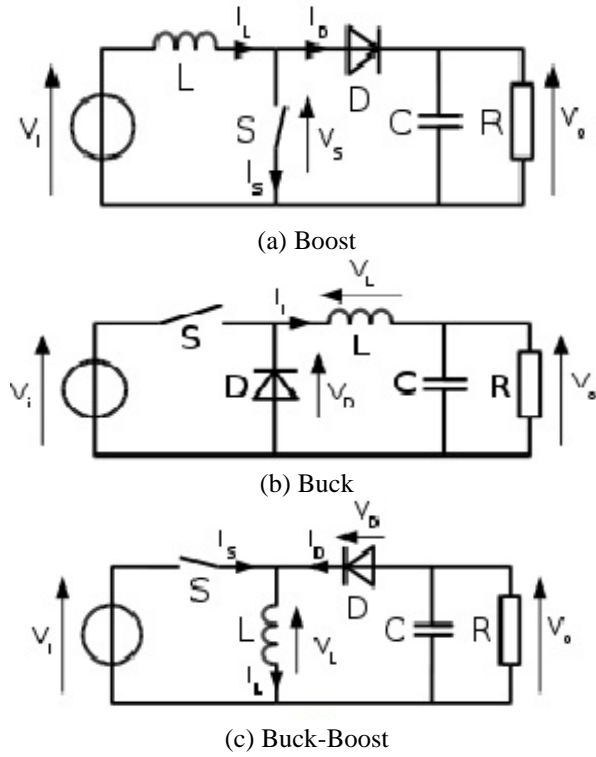 I_L I_D
V_i L S I_S V_S D C R V_o
(a) Boost
V_L
I_i
V_i S D V_D L C R V_o
(b) Buck
V_D
I_S I_D
V_i S L I_L V_L D C R V_o
(c) Buck-Boost